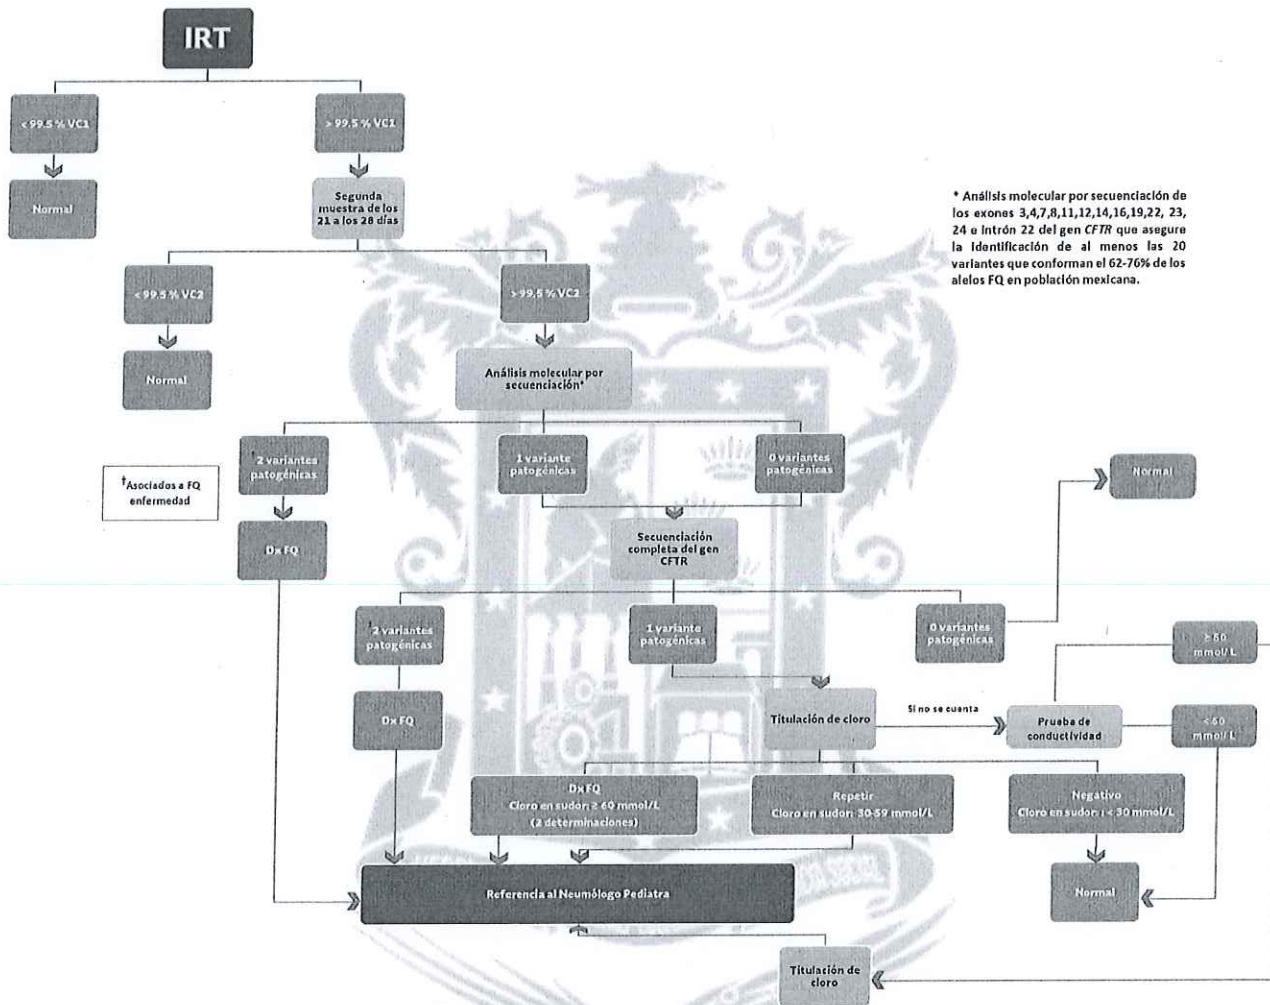 IRT
< 99.5 % VC1
> 99.5 % VC1
Normal
Segunda
muestra de los
21 a los 28 días
* Análisis molecular por secuenciación de
los exones 3,4,7,8,11,12,14,16,19,22, 23,
24 e intrón 22 del gen CFTR que asegure
la identificación de al menos las 20
variantes que conforman el 62-76% de los
alelos FQ en población mexicana.
< 99.5 % VC2
> 99.5 % VC2
Normal
Análisis molecular por
secuenciación*
†2 variantes
patogénicas
1 variante
patogénicas
0 variantes
patogénicas
Normal
†Asociados a FQ
enfermedad
Dx FQ
Secuenciación
completa del gen
CFTR
†2 variantes
patogénicas
1 variante
patogénicas
0 variantes
patogénicas
≥ 60
mmol/ L
Dx FQ
Titulación de cloro
Si no se cuenta
Prueba de
conductividad
< 60
mmol/ L
Dx FQ
Cloro en sudor: ≥ 60 mmol/L
(2 determinaciones)
Repetir
Cloro en sudor: 30-59 mmol/L
Negativo
Cloro en sudor: : < 30 mmol/L
Referencia al Neumólogo Pediatra
Normal
Titulación de
cloro